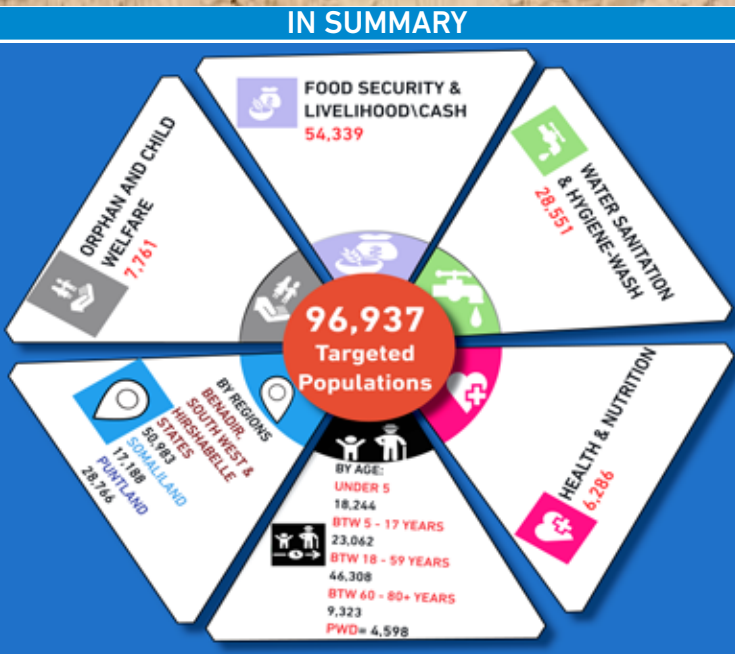 IN SUMMARY
FOOD SECURITY &
LIVELIHOOD\CASH
54,339
ORPHAN AND CHILD
WELFARE
7,761
WATER SANITATION
& HYGIENE-WASH
28,551
96,937
Targeted
Populations
BY REGIONS
BENADIR,
SOUTH WEST &
HIRSHABELLE
STATES
50,983
SOMALILAND
17,188
PUNTLAND
28,766
BY AGE:
UNDER 5
18,244
BTW 5 - 17 YEARS
23,062
BTW 18 - 59 YEARS
46,308
BTW 60 - 80+ YEARS
9,323
PWD= 4,598
HEALTH & NUTRITION
6,286